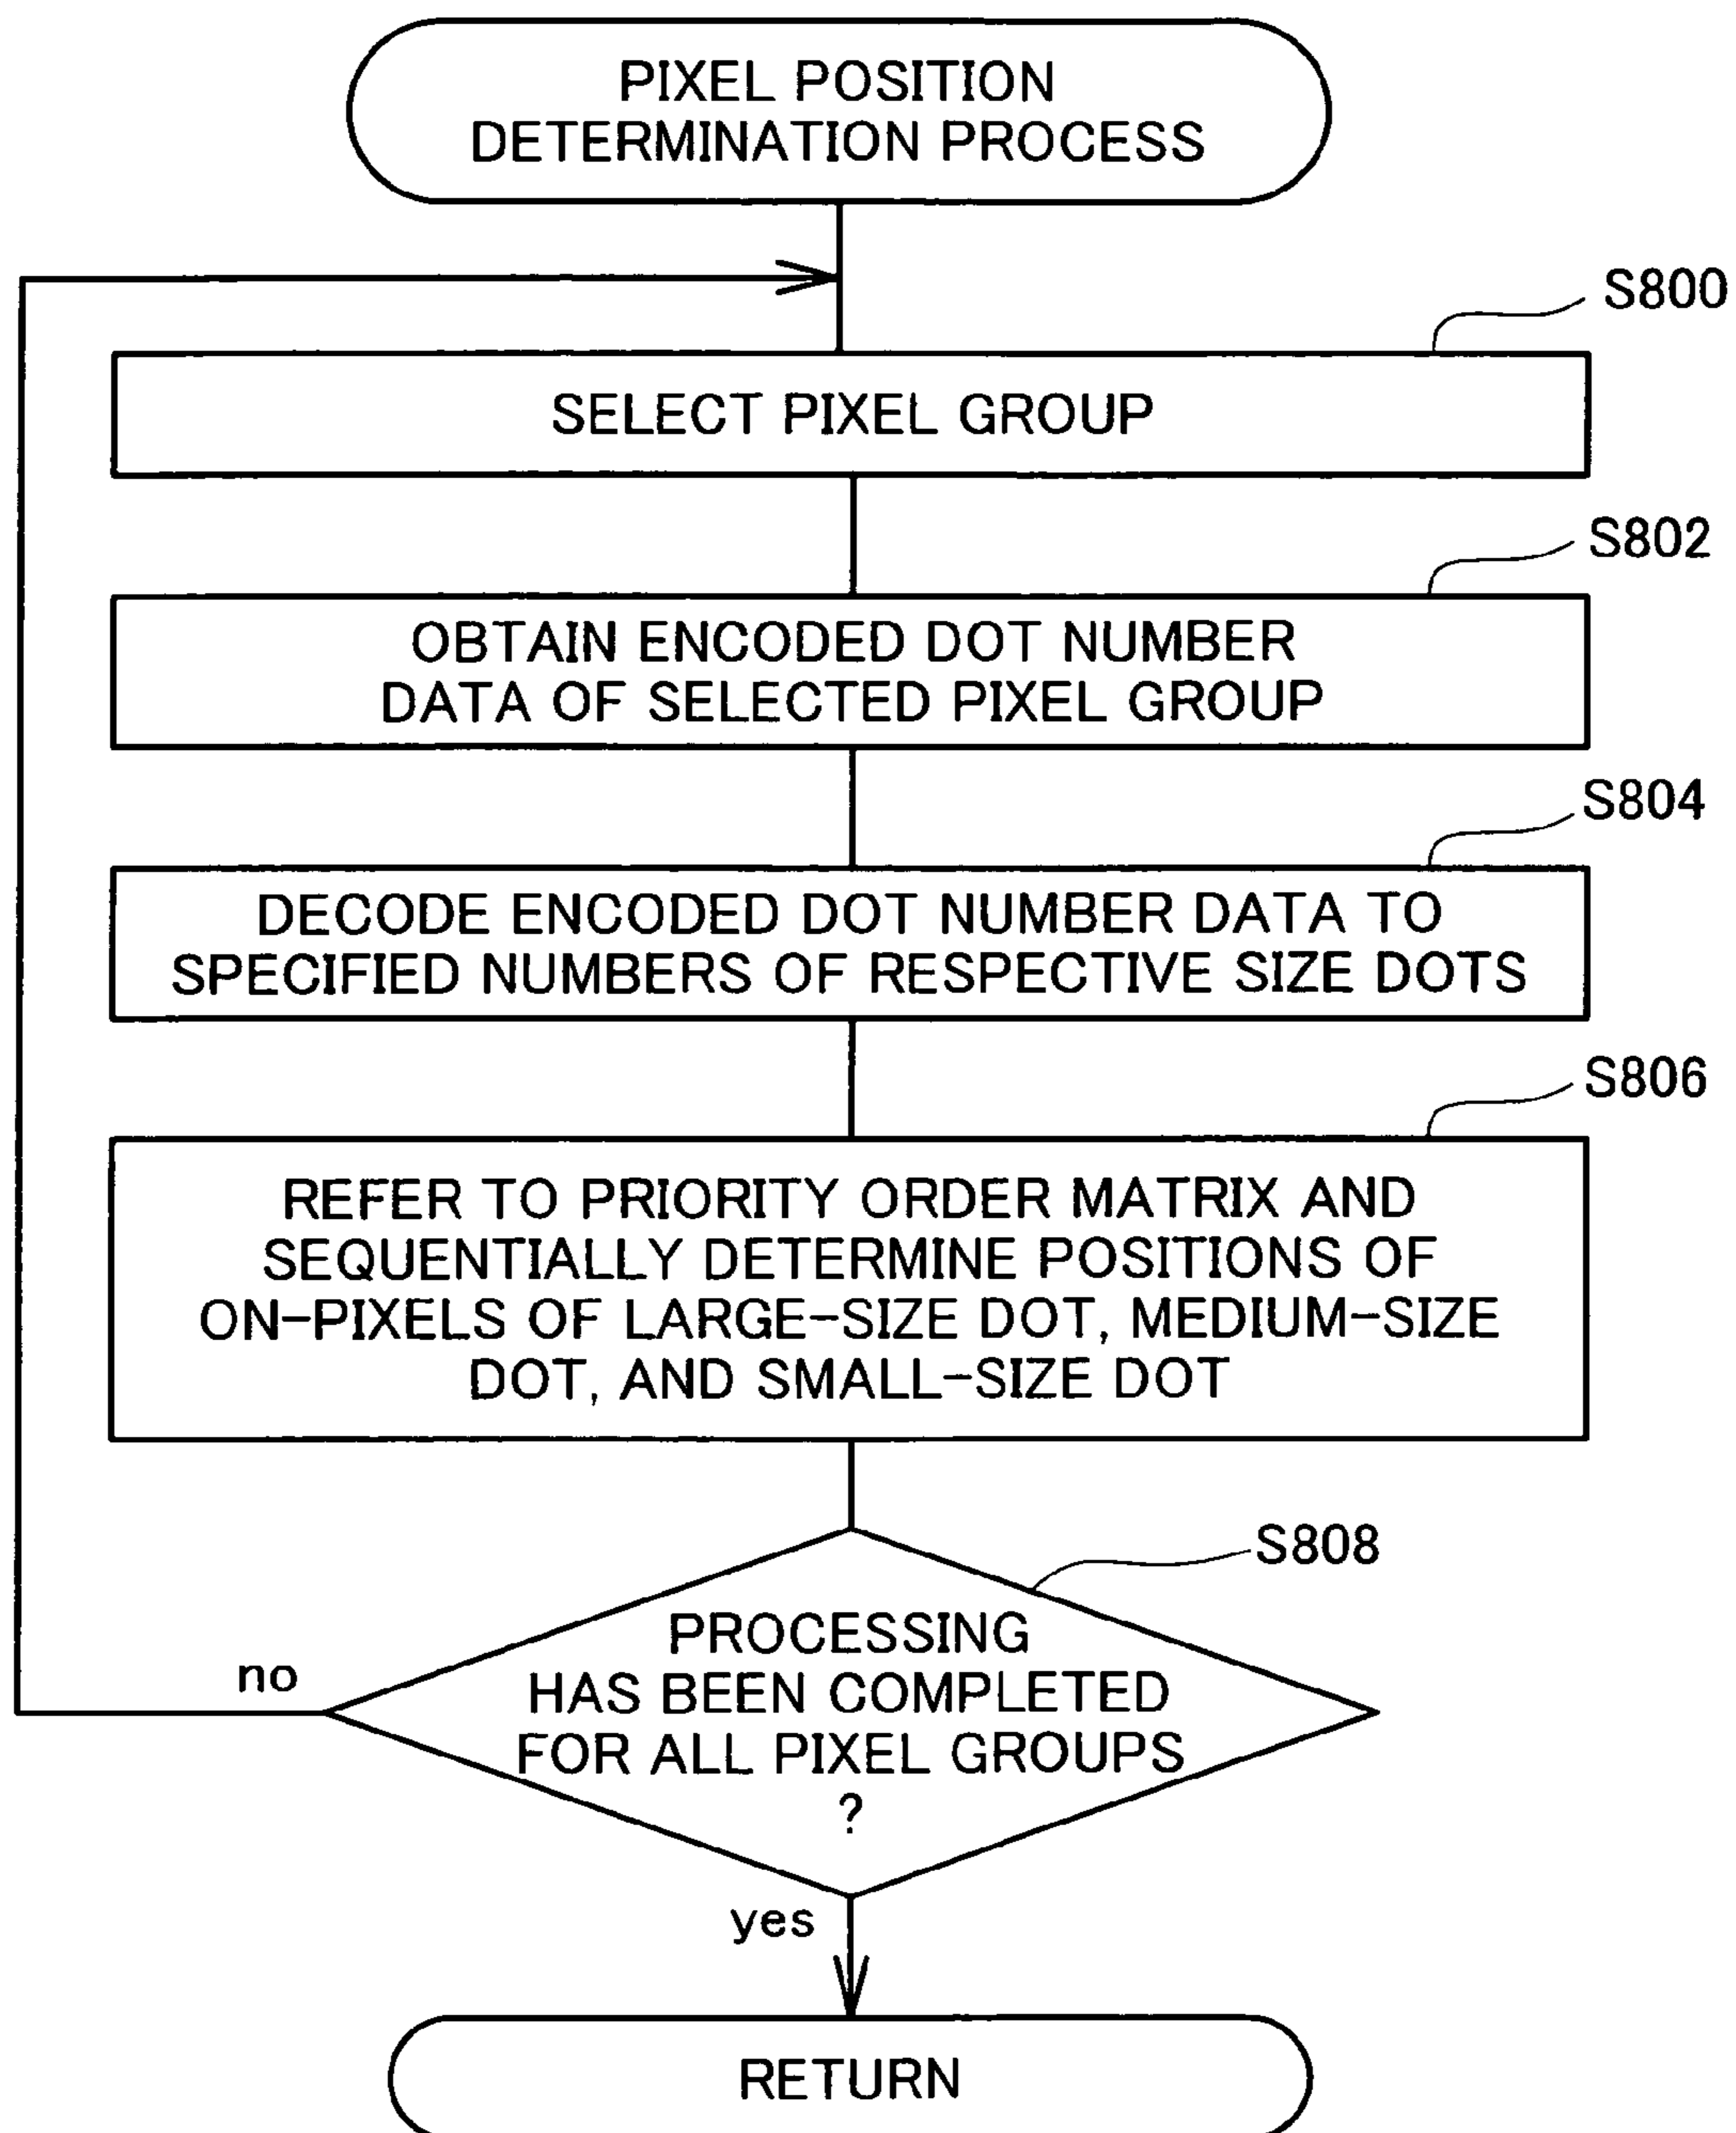 PIXEL POSITION
DETERMINATION PROCESS
S800
SELECT PIXEL GROUP
S802
OBTAIN ENCODED DOT NUMBER
DATA OF SELECTED PIXEL GROUP
S804
DECODE ENCODED DOT NUMBER DATA TO
SPECIFIED NUMBERS OF RESPECTIVE SIZE DOTS
S806
REFER TO PRIORITY ORDER MATRIX AND
SEQUENTIALLY DETERMINE POSITIONS OF
ON-PIXELS OF LARGE-SIZE DOT, MEDIUM-SIZE
DOT, AND SMALL-SIZE DOT
S808
PROCESSING
HAS BEEN COMPLETED
FOR ALL PIXEL GROUPS
?
no
yes
RETURN